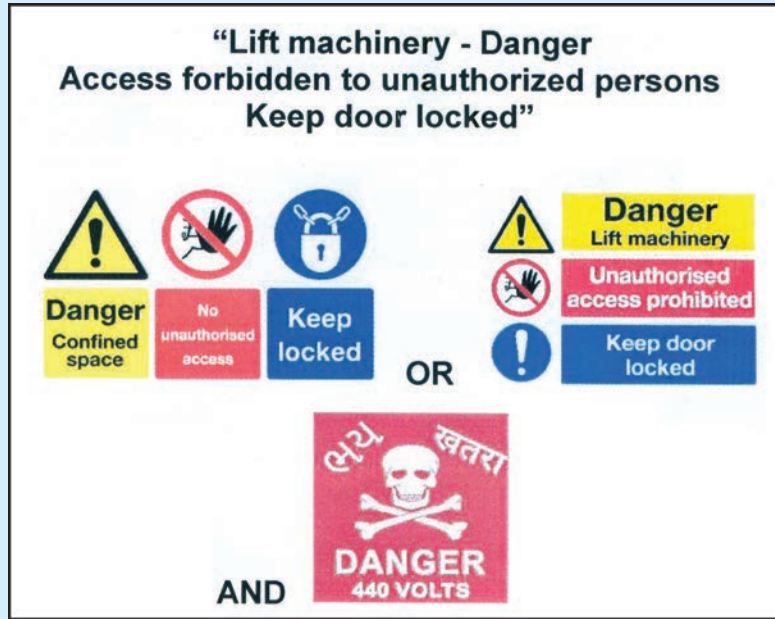 “Lift machinery - Danger
Access forbidden to unauthorized persons
Keep door locked”
Danger
Confined
space
No
unauthorised
access
Keep
locked
OR
Danger
Lift machinery
Unauthorised
access prohibited
Keep door
locked
AND
ભય
खतरा
DANGER
440 VOLTS